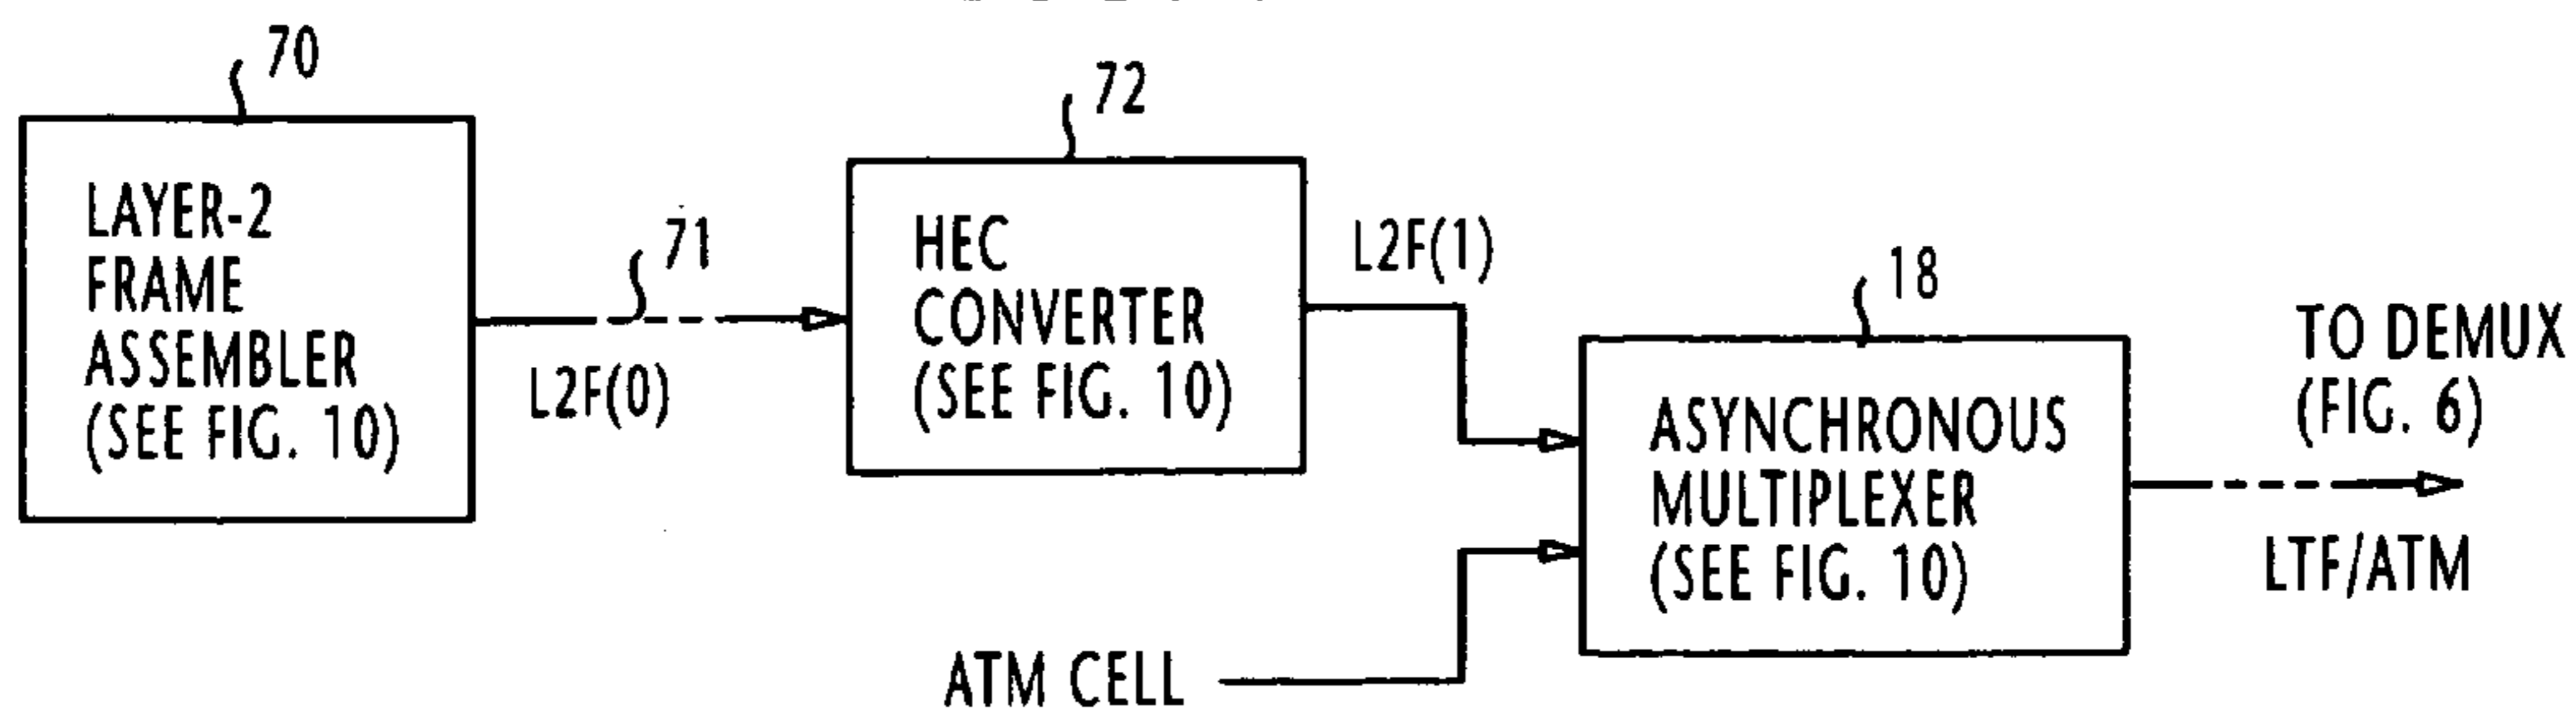 70
LAYER-2
FRAME
ASSEMBLER
(SEE FIG. 10)
71
L2F(0)
72
HEC
CONVERTER
(SEE FIG. 10)
L2F(1)
ATM CELL
18
ASYNCHRONOUS
MULTIPLEXER
(SEE FIG. 10)
TO DEMUX
(FIG. 6)
LTF/ATM